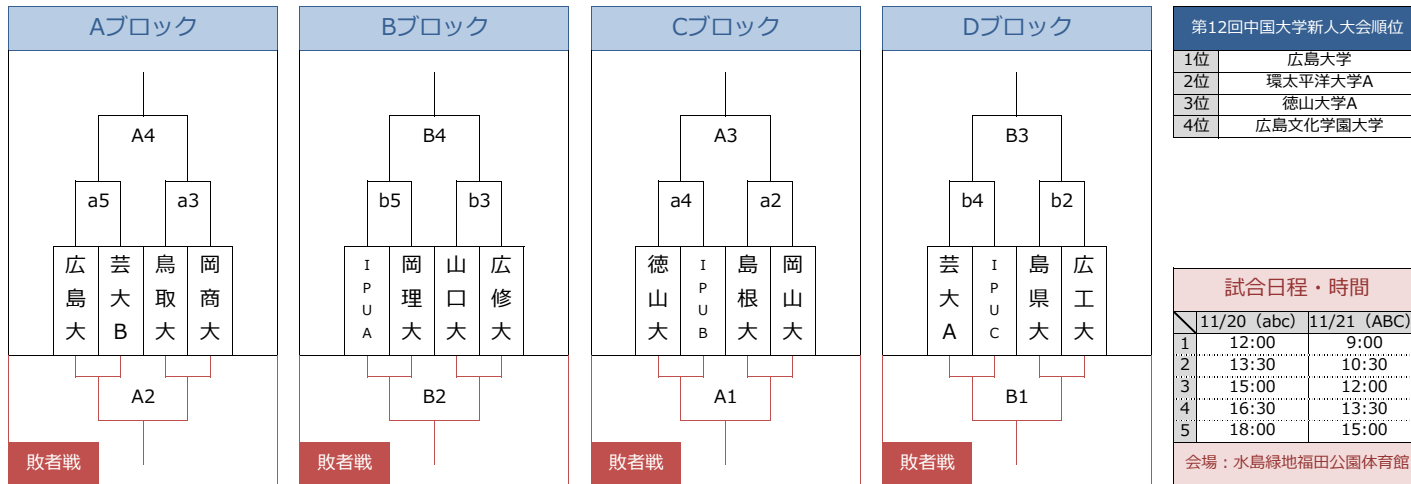 Aブロック
A4
a5
a3
広島大
芸大B
鳥取大
岡商大
A2
敗者戦
Bブロック
B4
b5
b3
IPUA
岡理大
山口大
広修大
B2
敗者戦
Cブロック
A3
a4
a2
徳山大
IPUB
島根大
岡山大
A1
敗者戦
Dブロック
B3
b4
b2
芸大A
IPUC
島県大
広工大
B1
敗者戦
第12回中国大学新人大会順位
1位 広島大学
2位 環太平洋大学A
3位 徳山大学A
4位 広島文化学園大学
試合日程・時間
11/20（abc） 11/21（ABC）
1 12:00 9:00
2 13:30 10:30
3 15:00 12:00
4 16:30 13:30
5 18:00 15:00
会場：水島緑地福田公園体育館